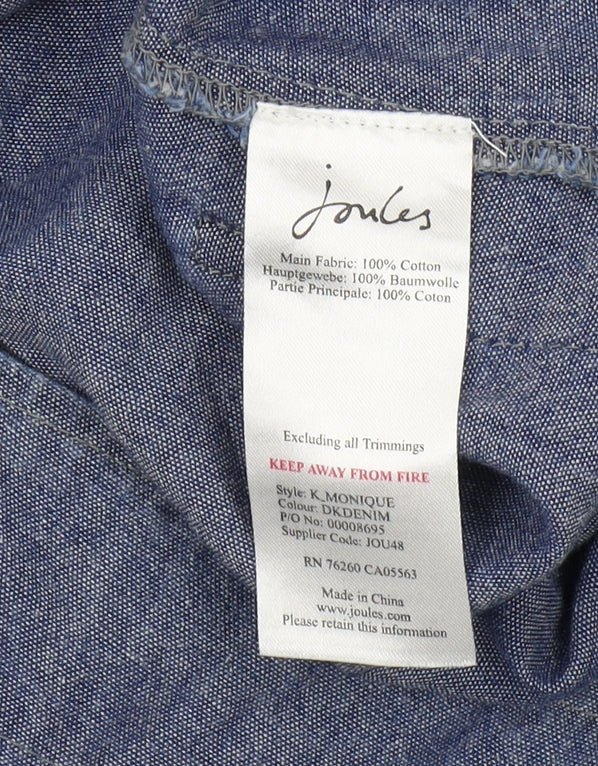 Joules
Main Fabric: 100% Cotton
Hauptgewebe: 100% Baumwolle
Partie Principale: 100% Coton
Excluding all Trimmings
KEEP AWAY FROM FIRE
Style: K_MONIQUE
Colour: DKDENIM
P/O No: 00008695
Supplier Code: JOU48
RN 76260 CA05563
Made in China
www.joules.com
Please retain this information